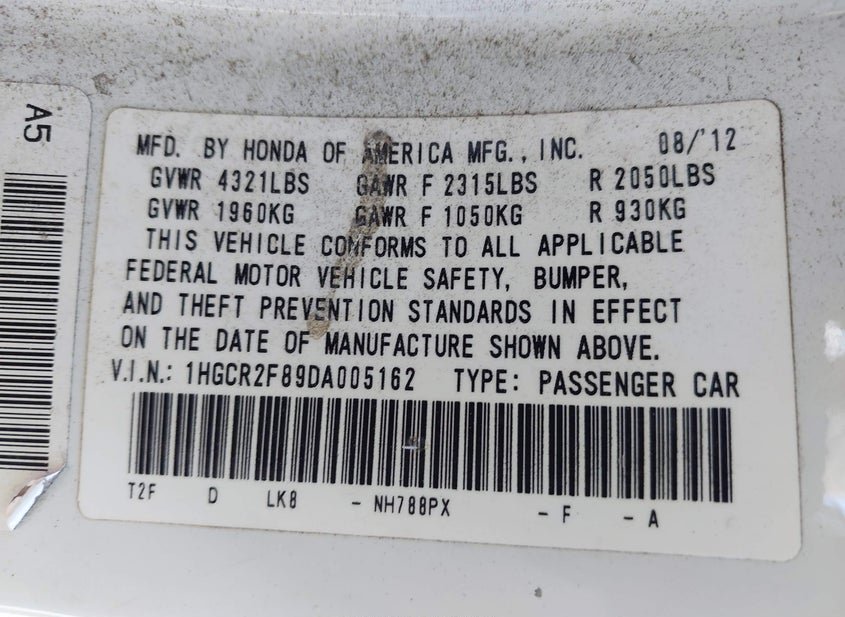 A5
MFD. BY HONDA OF AMERICA MFG., INC. 08/'12
GVWR 4321LBS GAWR F 2315LBS R 2050LBS
GVWR 1960KG GAWR F 1050KG R 930KG
THIS VEHICLE CONFORMS TO ALL APPLICABLE
FEDERAL MOTOR VEHICLE SAFETY, BUMPER,
AND THEFT PREVENTION STANDARDS IN EFFECT
ON THE DATE OF MANUFACTURE SHOWN ABOVE.
V.I.N.: 1HGCR2F89DA005162 TYPE: PASSENGER CAR
T2F D LK8 - NH788PX - F - A